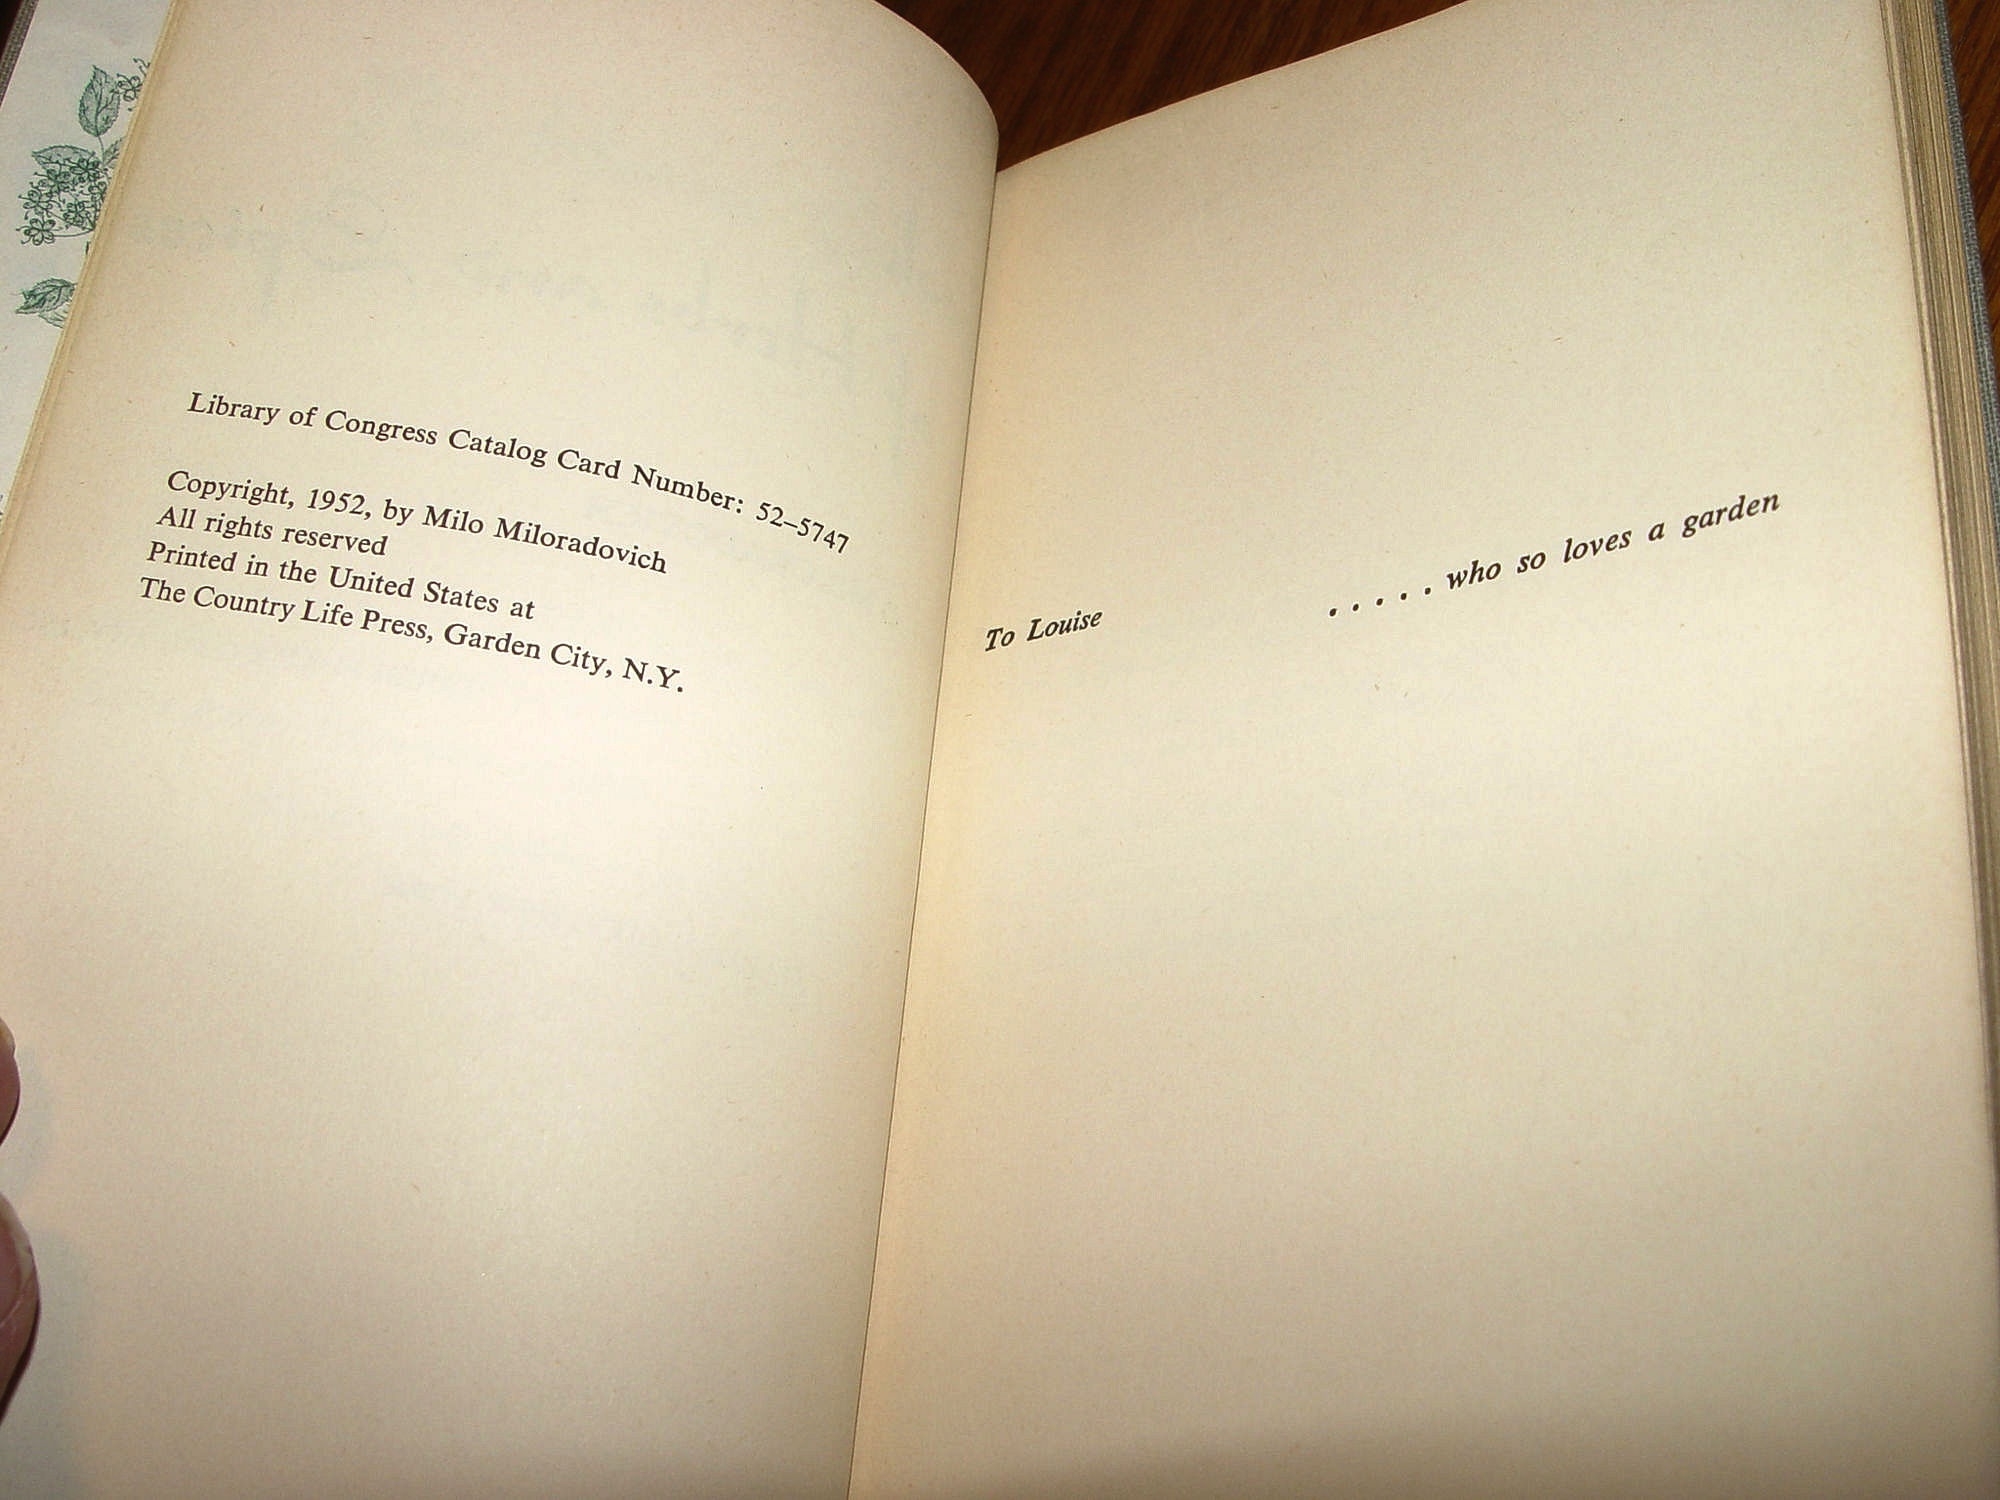 Library of Congress Catalog Card Number: 52–5747
Copyright, 1952, by Milo Miloradovich
All rights reserved
Printed in the United States at
The Country Life Press, Garden City, N.Y.
To Louise . . . . . who so loves a garden